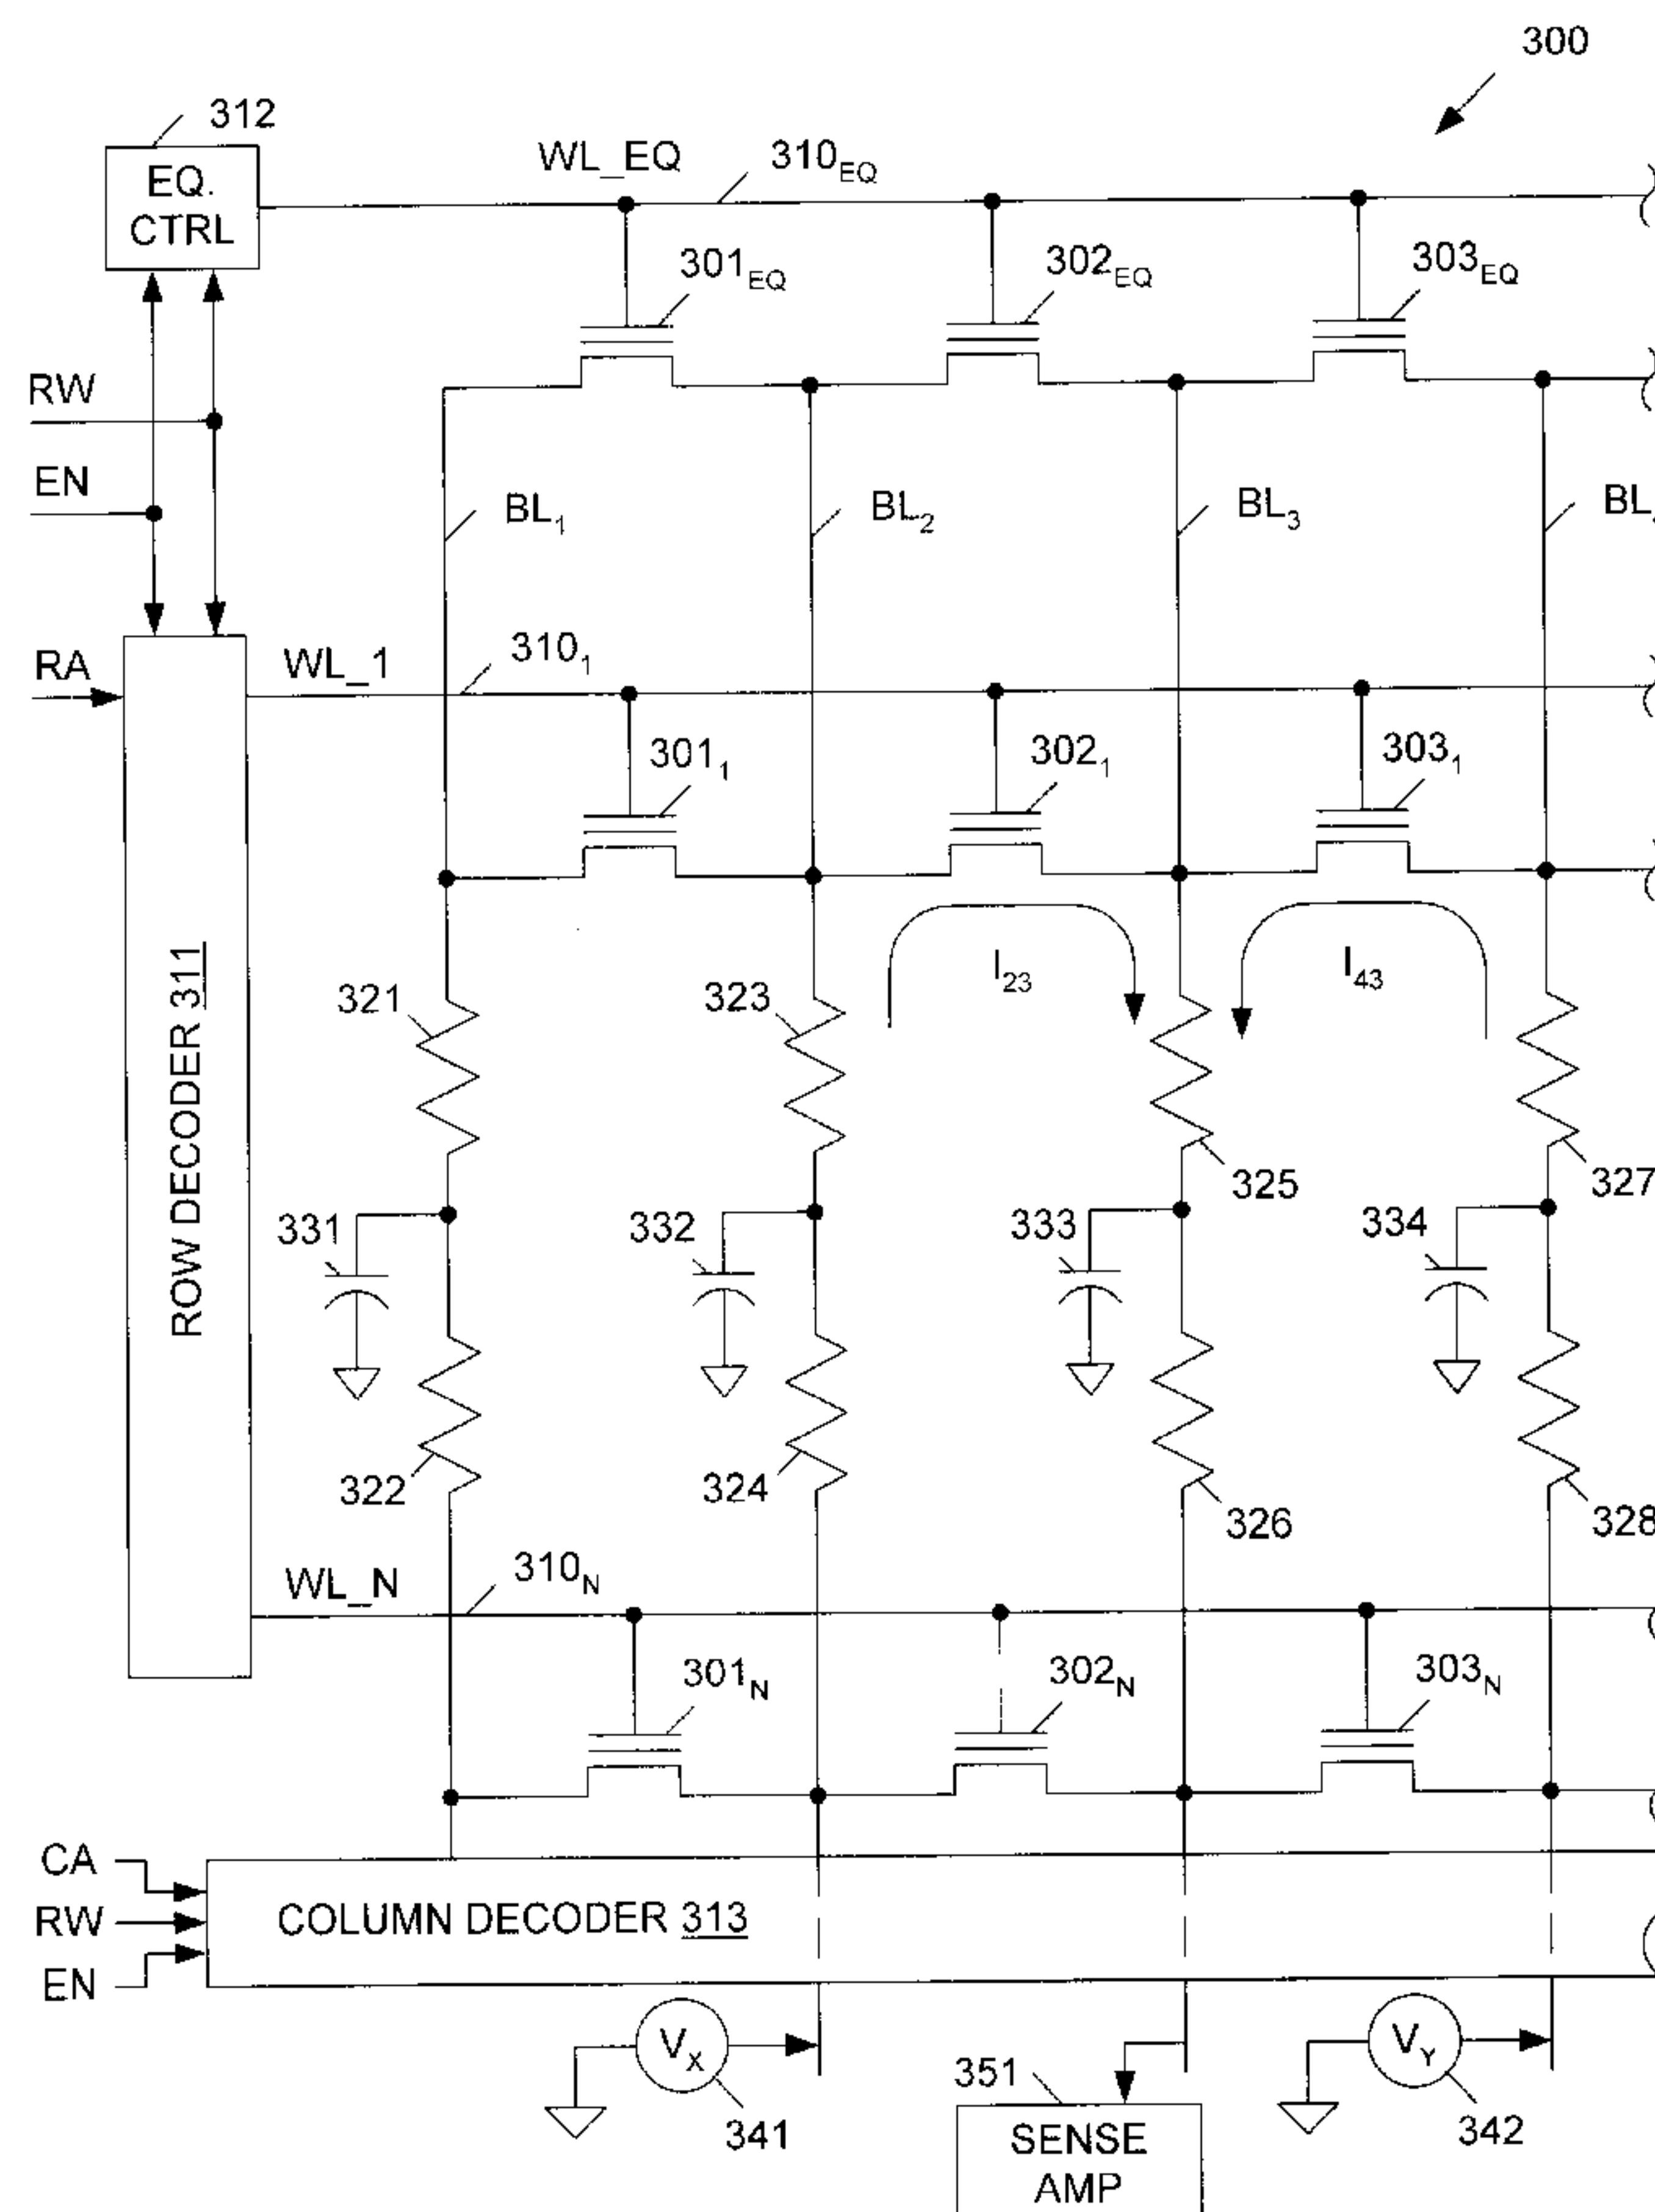 300
312
EQ.
CTRL
WL_EQ
310EQ
301EQ
302EQ
303EQ
RW
EN
BL1
BL2
BL3
BL
RA
WL_1
3101
3011
3021
3031
ROW DECODER 311
I23
I43
321
323
325
327
331
332
333
334
322
324
326
328
WL_N
310N
301N
302N
303N
CA
RW
EN
COLUMN DECODER 313
VX
341
VY
342
351
SENSE
AMP